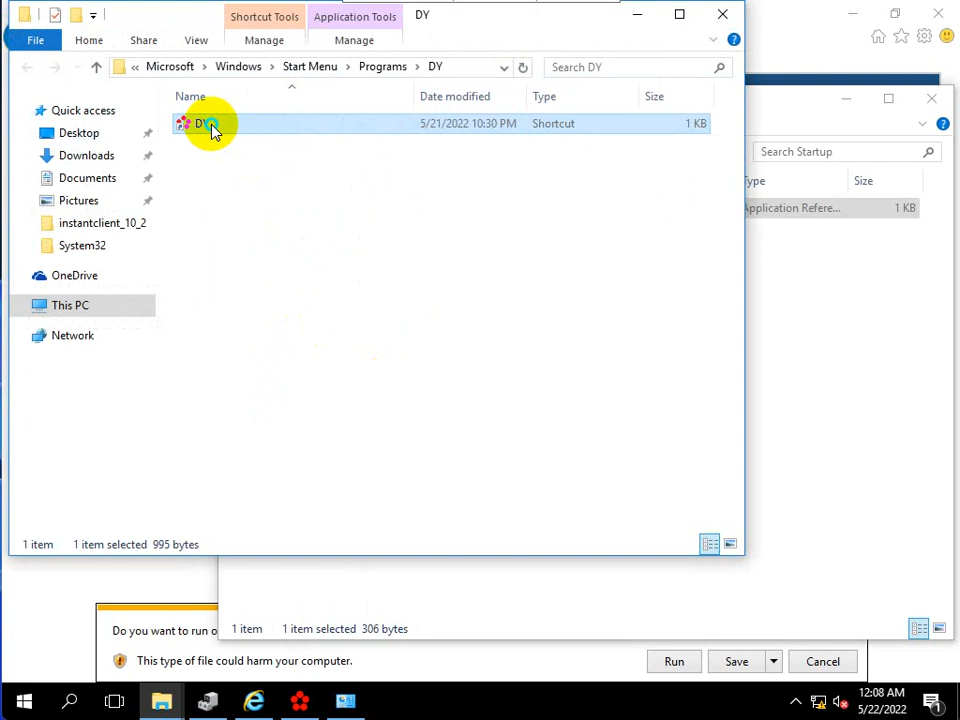 Shortcut Tools
Application Tools
DY
File
Home
Share
View
Manage
Manage
« Microsoft > Windows > Start Menu > Programs > DY
Search DY
Name
Date modified
Type
Size
DY
5/21/2022 10:30 PM
Shortcut
1 KB
Quick access
Desktop
Downloads
Documents
Pictures
instantclient_10_2
System32
OneDrive
This PC
Network
1 item
1 item selected 995 bytes
Search Startup
Type
Size
Application Refere...
1 KB
1 item
1 item selected 306 bytes
Do you want to run o
This type of file could harm your computer.
Run
Save
Cancel
12:08 AM
5/22/2022
1